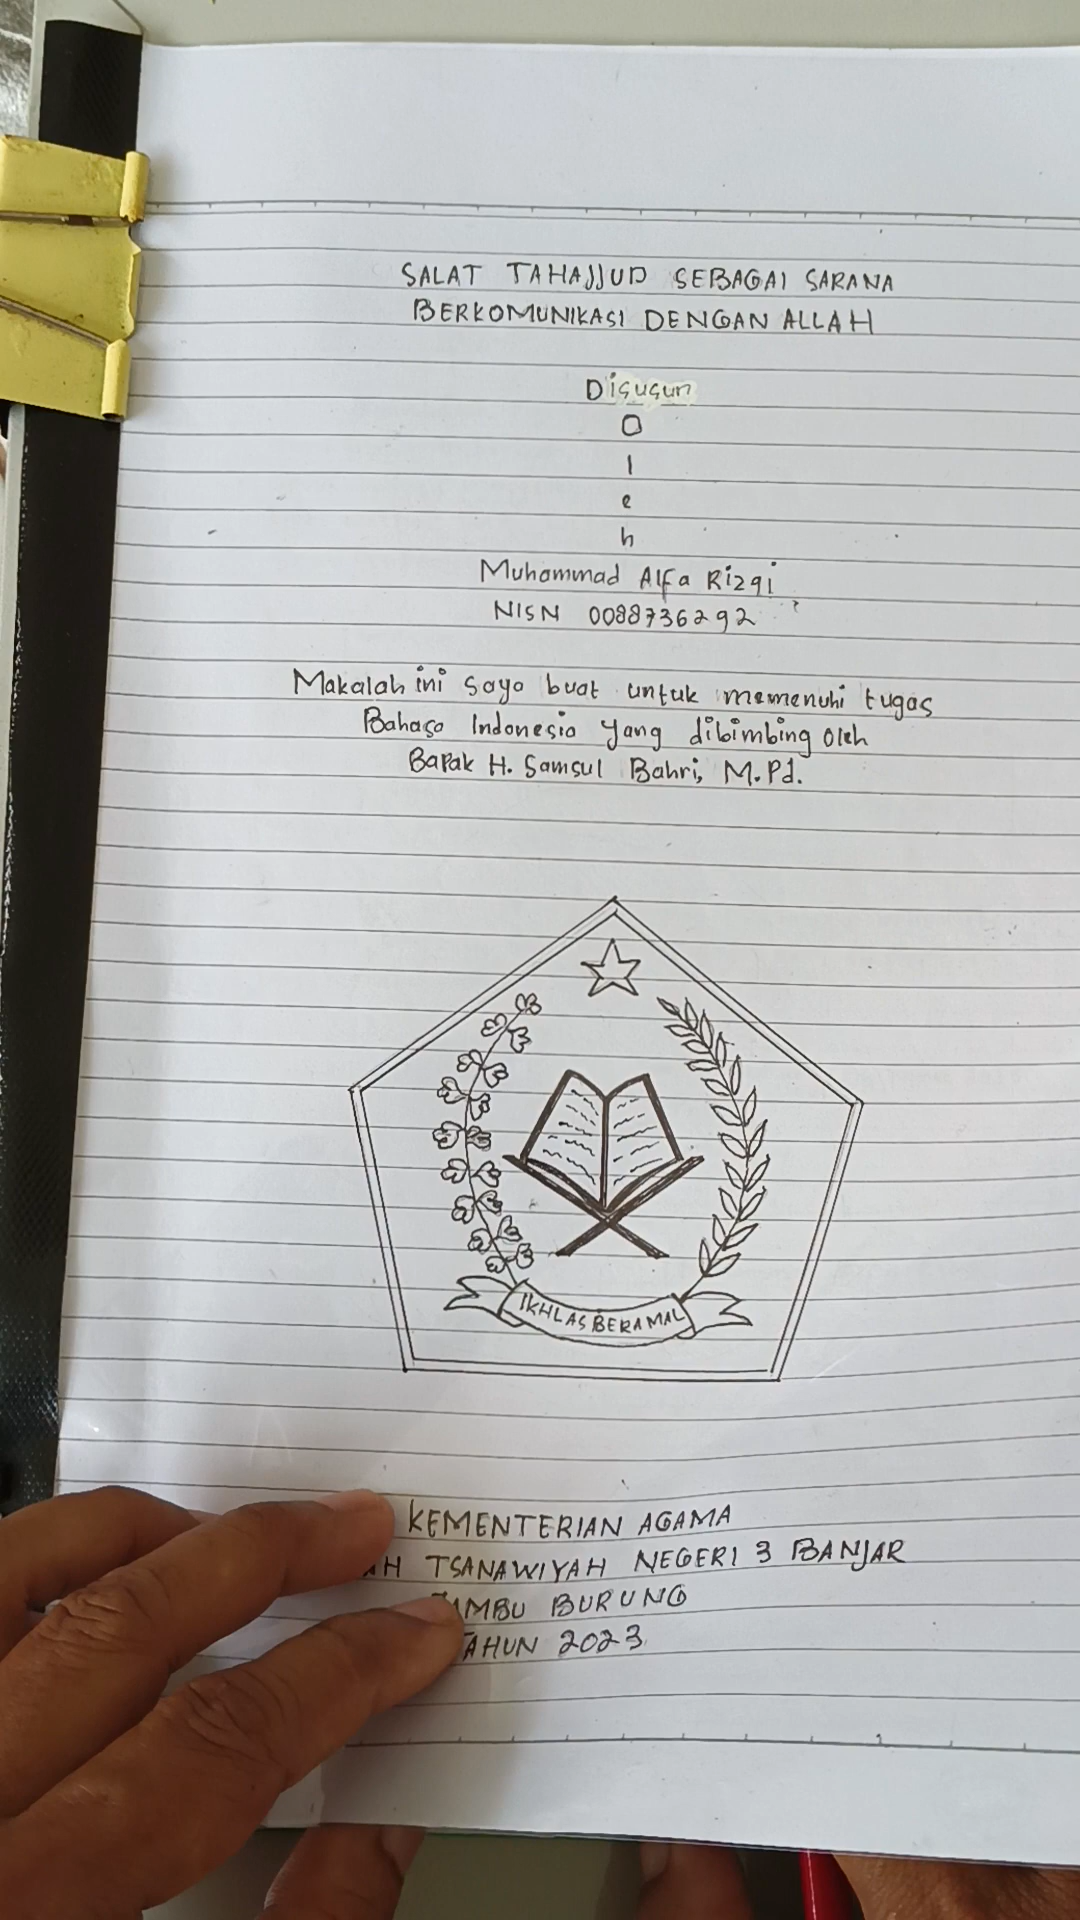 SALAT TAHAJJUD SEBAGAI SARANA
BERKOMUNIKASI DENGAN ALLAH
Disusun
O
l
e
h
Muhammad Alfa Rizqi
NISN 0088736292
Makalah ini saya buat untuk memenuhi tugas
Bahasa Indonesia yang dibimbing oleh
Bapak H. Samsul Bahri, M.Pd.
IKHLAS BERAMAL
KEMENTERIAN AGAMA
TSANAWIYAH NEGERI 3 BANJAR
BURUNG
TAHUN 2023